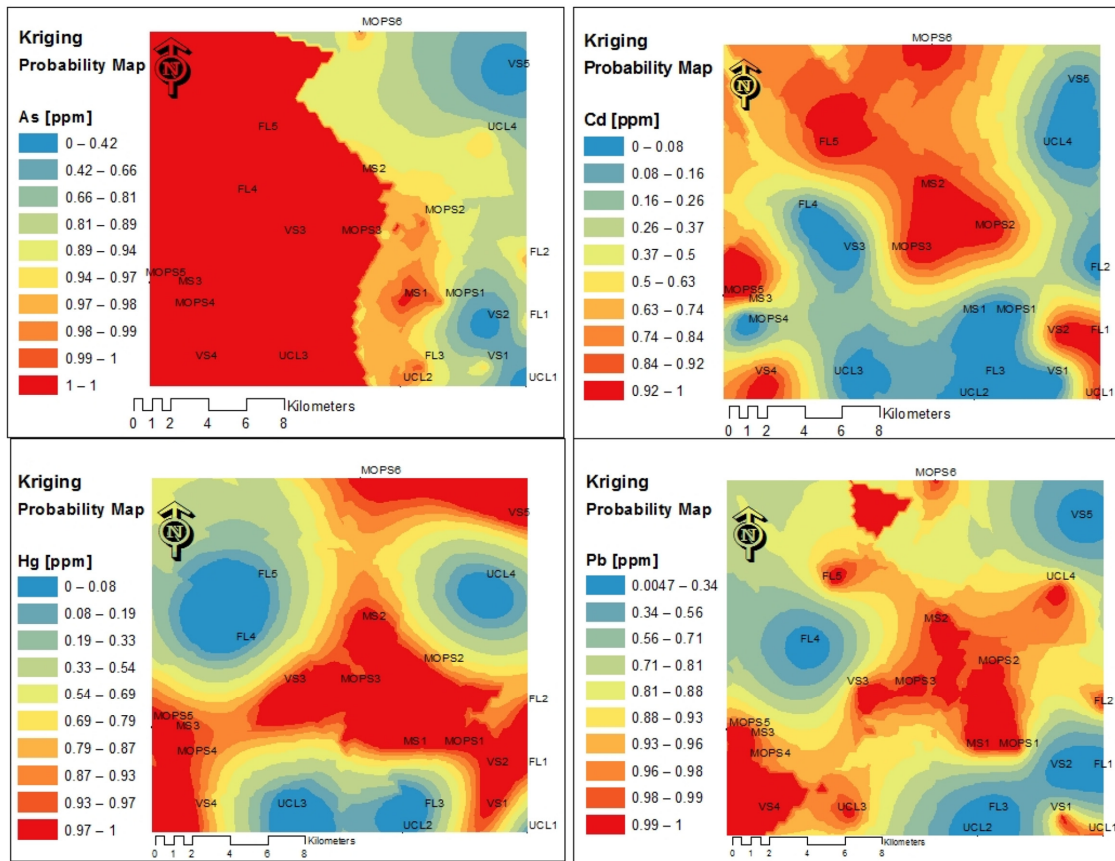 MOPS6
Kriging
Probability Map
N
As [ppm]
0 – 0.42
0.42 – 0.66
0.66 – 0.81
0.81 – 0.89
0.89 – 0.94
0.94 – 0.97
0.97 – 0.98
0.98 – 0.99
0.99 – 1
1 – 1
VS5
FL5
UCL4
MS2
FL4
MOPS2
VS3
MOPS3
FL2
MOPS5
MS3
MS1
MOPS1
MOPS4
VS2
FL1
VS4
UCL3
FL3
VS1
UCL2
UCL1
Kilometers
0 1 2 4 6 8
MOPS6
Kriging
Probability Map
N
Cd [ppm]
0 – 0.08
0.08 – 0.16
0.16 – 0.26
0.26 – 0.37
0.37 – 0.5
0.5 – 0.63
0.63 – 0.74
0.74 – 0.84
0.84 – 0.92
0.92 – 1
VS5
FL5
UCL4
MS2
FL4
MOPS2
VS3
MOPS3
FL2
MOPS5
MS3
MS1
MOPS1
MOPS4
VS2
FL1
VS4
UCL3
FL3
VS1
UCL2
UCL1
Kilometers
0 1 2 4 6 8
MOPS6
Kriging
Probability Map
N
Hg [ppm]
0 – 0.08
0.08 – 0.19
0.19 – 0.33
0.33 – 0.54
0.54 – 0.69
0.69 – 0.79
0.79 – 0.87
0.87 – 0.93
0.93 – 0.97
0.97 – 1
VS5
FL5
UCL4
MS2
FL4
MOPS2
VS3
MOPS3
FL2
MOPS5
MS3
MS1
MOPS1
MOPS4
VS2
FL1
VS4
UCL3
FL3
VS1
UCL2
UCL1
Kilometers
0 1 2 4 6 8
MOPS6
Kriging
Probability Map
N
Pb [ppm]
0.0047 – 0.34
0.34 – 0.56
0.56 – 0.71
0.71 – 0.81
0.81 – 0.88
0.88 – 0.93
0.93 – 0.96
0.96 – 0.98
0.98 – 0.99
0.99 – 1
VS5
FL5
UCL4
MS2
FL4
MOPS2
VS3
MOPS3
FL2
MOPS5
MS3
MS1
MOPS1
MOPS4
VS2
FL1
VS4
UCL3
FL3
VS1
UCL2
UCL1
Kilometers
0 1 2 4 6 8